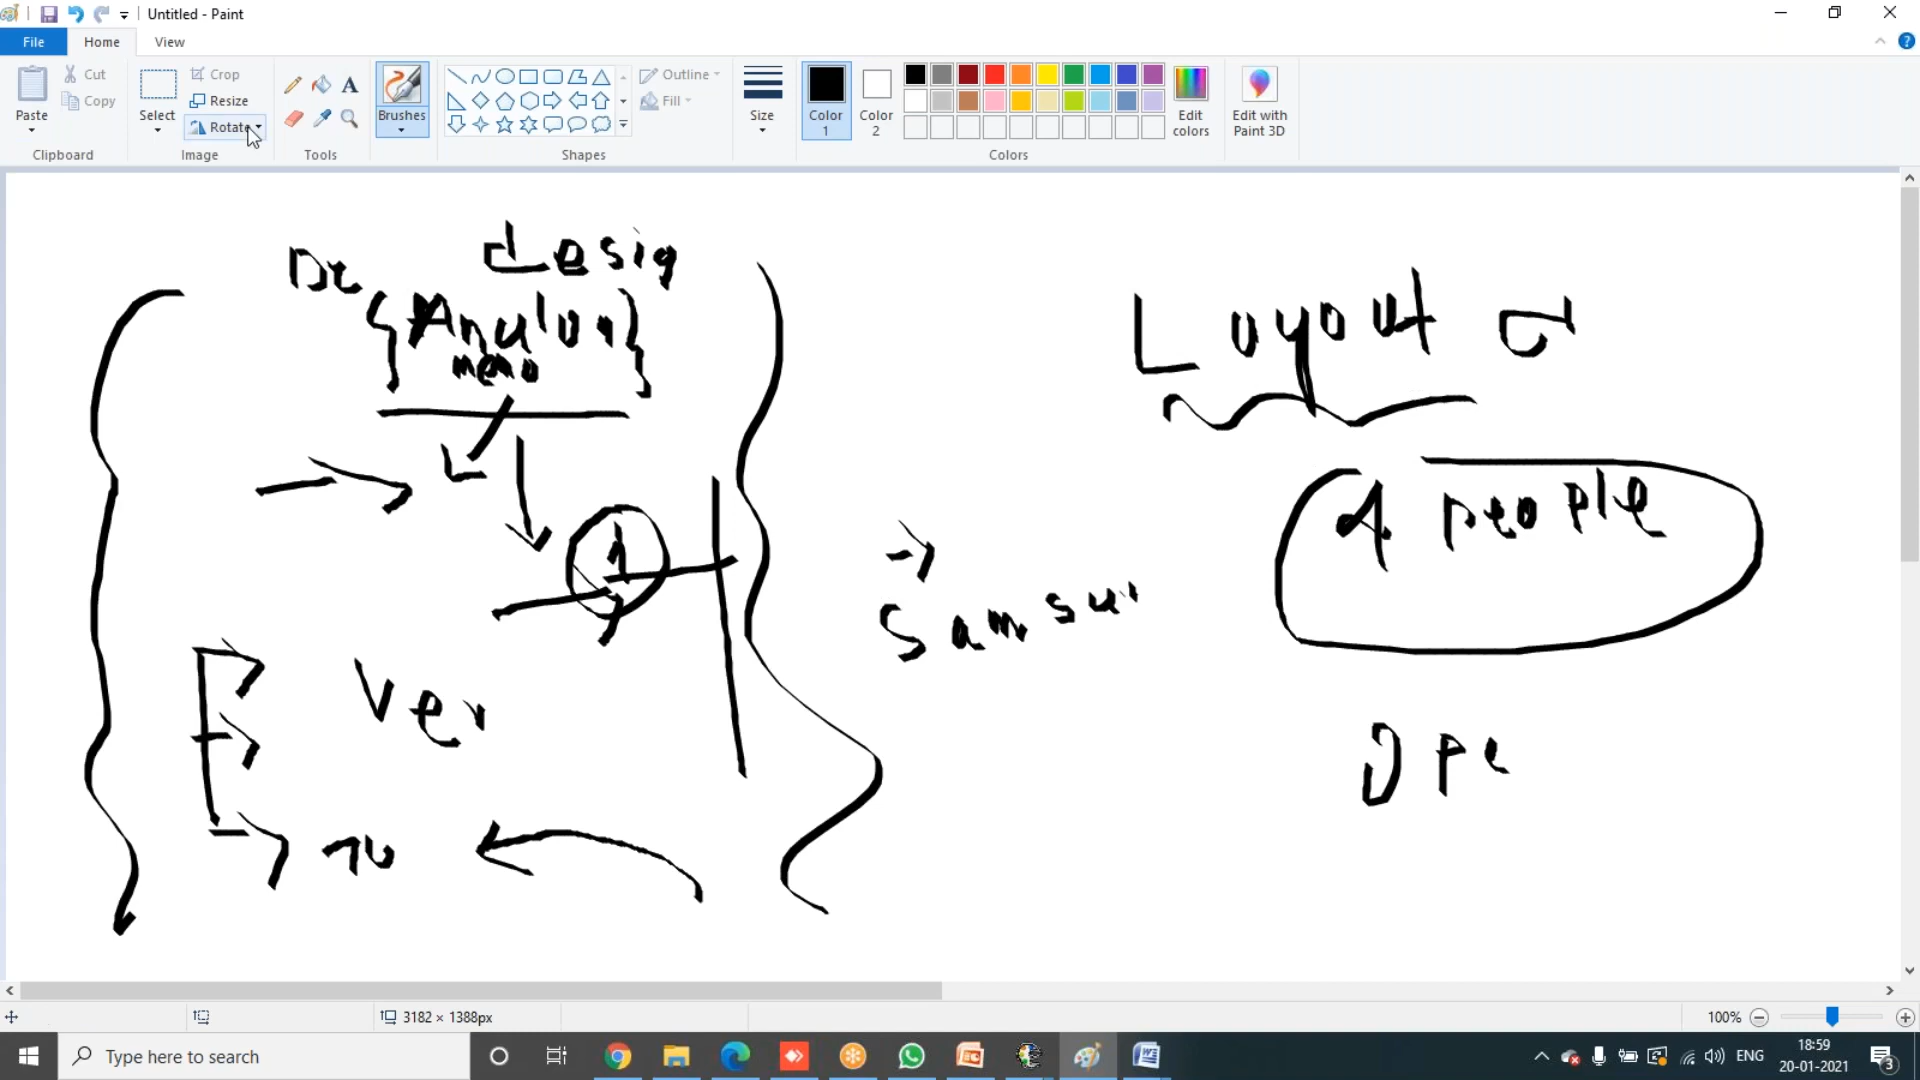 Untitled - Paint
File Home View
Paste
Cut
Copy
Clipboard
Select
Crop
Resize
Rotate
Image
Tools
Brushes
Shapes
Outline
Fill
Size
Color 1
Color 2
Edit colors
Colors
Edit with Paint 3D
desig
Layout
4 people
Samsu
Ver
ope
3182 × 1388px
100%
Type here to search
ENG
18:59
20-01-2021
3